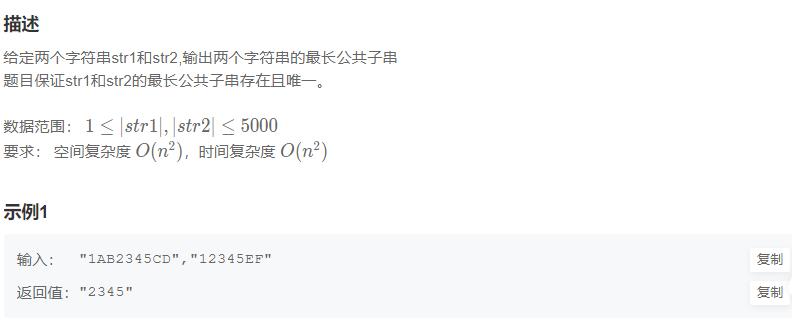 描述
给定两个字符串str1和str2,输出两个字符串的最长公共子串
题目保证str1和str2的最长公共子串存在且唯一。
数据范围： 1 ≤ |str1|, |str2| ≤ 5000
要求： 空间复杂度 O(n²)，时间复杂度 O(n²)
示例1
输入： "1AB2345CD","12345EF" 复制
返回值： "2345" 复制